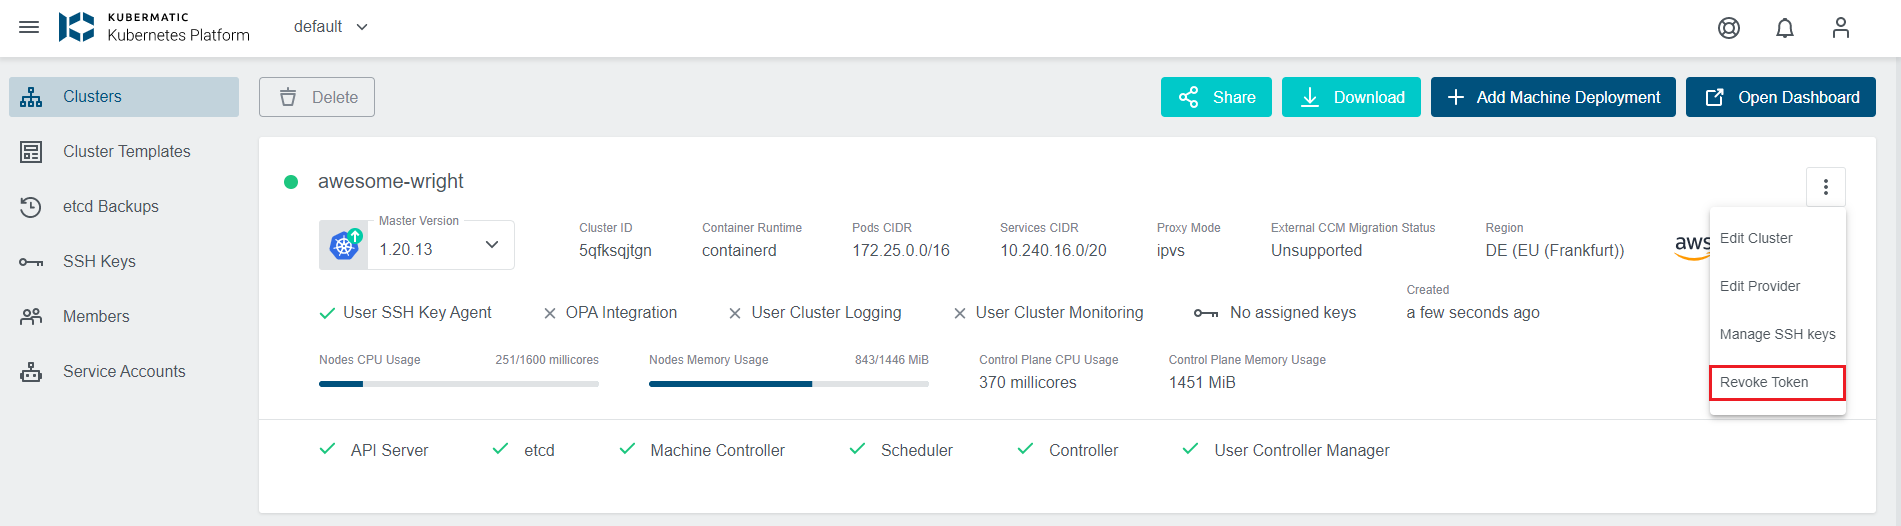 KUBERMATIC
Kubernetes Platform
default
Clusters
Cluster Templates
etcd Backups
SSH Keys
Members
Service Accounts
Delete
Share
Download
Add Machine Deployment
Open Dashboard
awesome-wright
Master Version
1.20.13
Cluster ID
5qfksqjtgn
Container Runtime
containerd
Pods CIDR
172.25.0.0/16
Services CIDR
10.240.16.0/20
Proxy Mode
ipvs
External CCM Migration Status
Unsupported
Region
DE (EU (Frankfurt))
aws
Edit Cluster
Edit Provider
Manage SSH keys
Revoke Token
User SSH Key Agent
OPA Integration
User Cluster Logging
User Cluster Monitoring
No assigned keys
Created
a few seconds ago
Nodes CPU Usage
251/1600 millicores
Nodes Memory Usage
843/1446 MiB
Control Plane CPU Usage
370 millicores
Control Plane Memory Usage
1451 MiB
API Server
etcd
Machine Controller
Scheduler
Controller
User Controller Manager